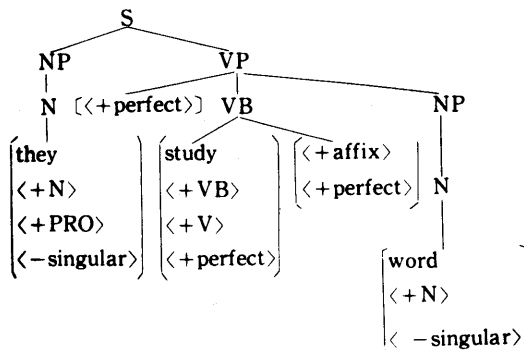 S
NP VP
N [⟨+perfect⟩] VB NP
they study ⟨+affix⟩
⟨+N⟩ ⟨+VB⟩ ⟨+perfect⟩ N
⟨+PRO⟩ ⟨+V⟩
⟨−singular⟩ ⟨+perfect⟩
word
⟨+N⟩
⟨ −singular⟩